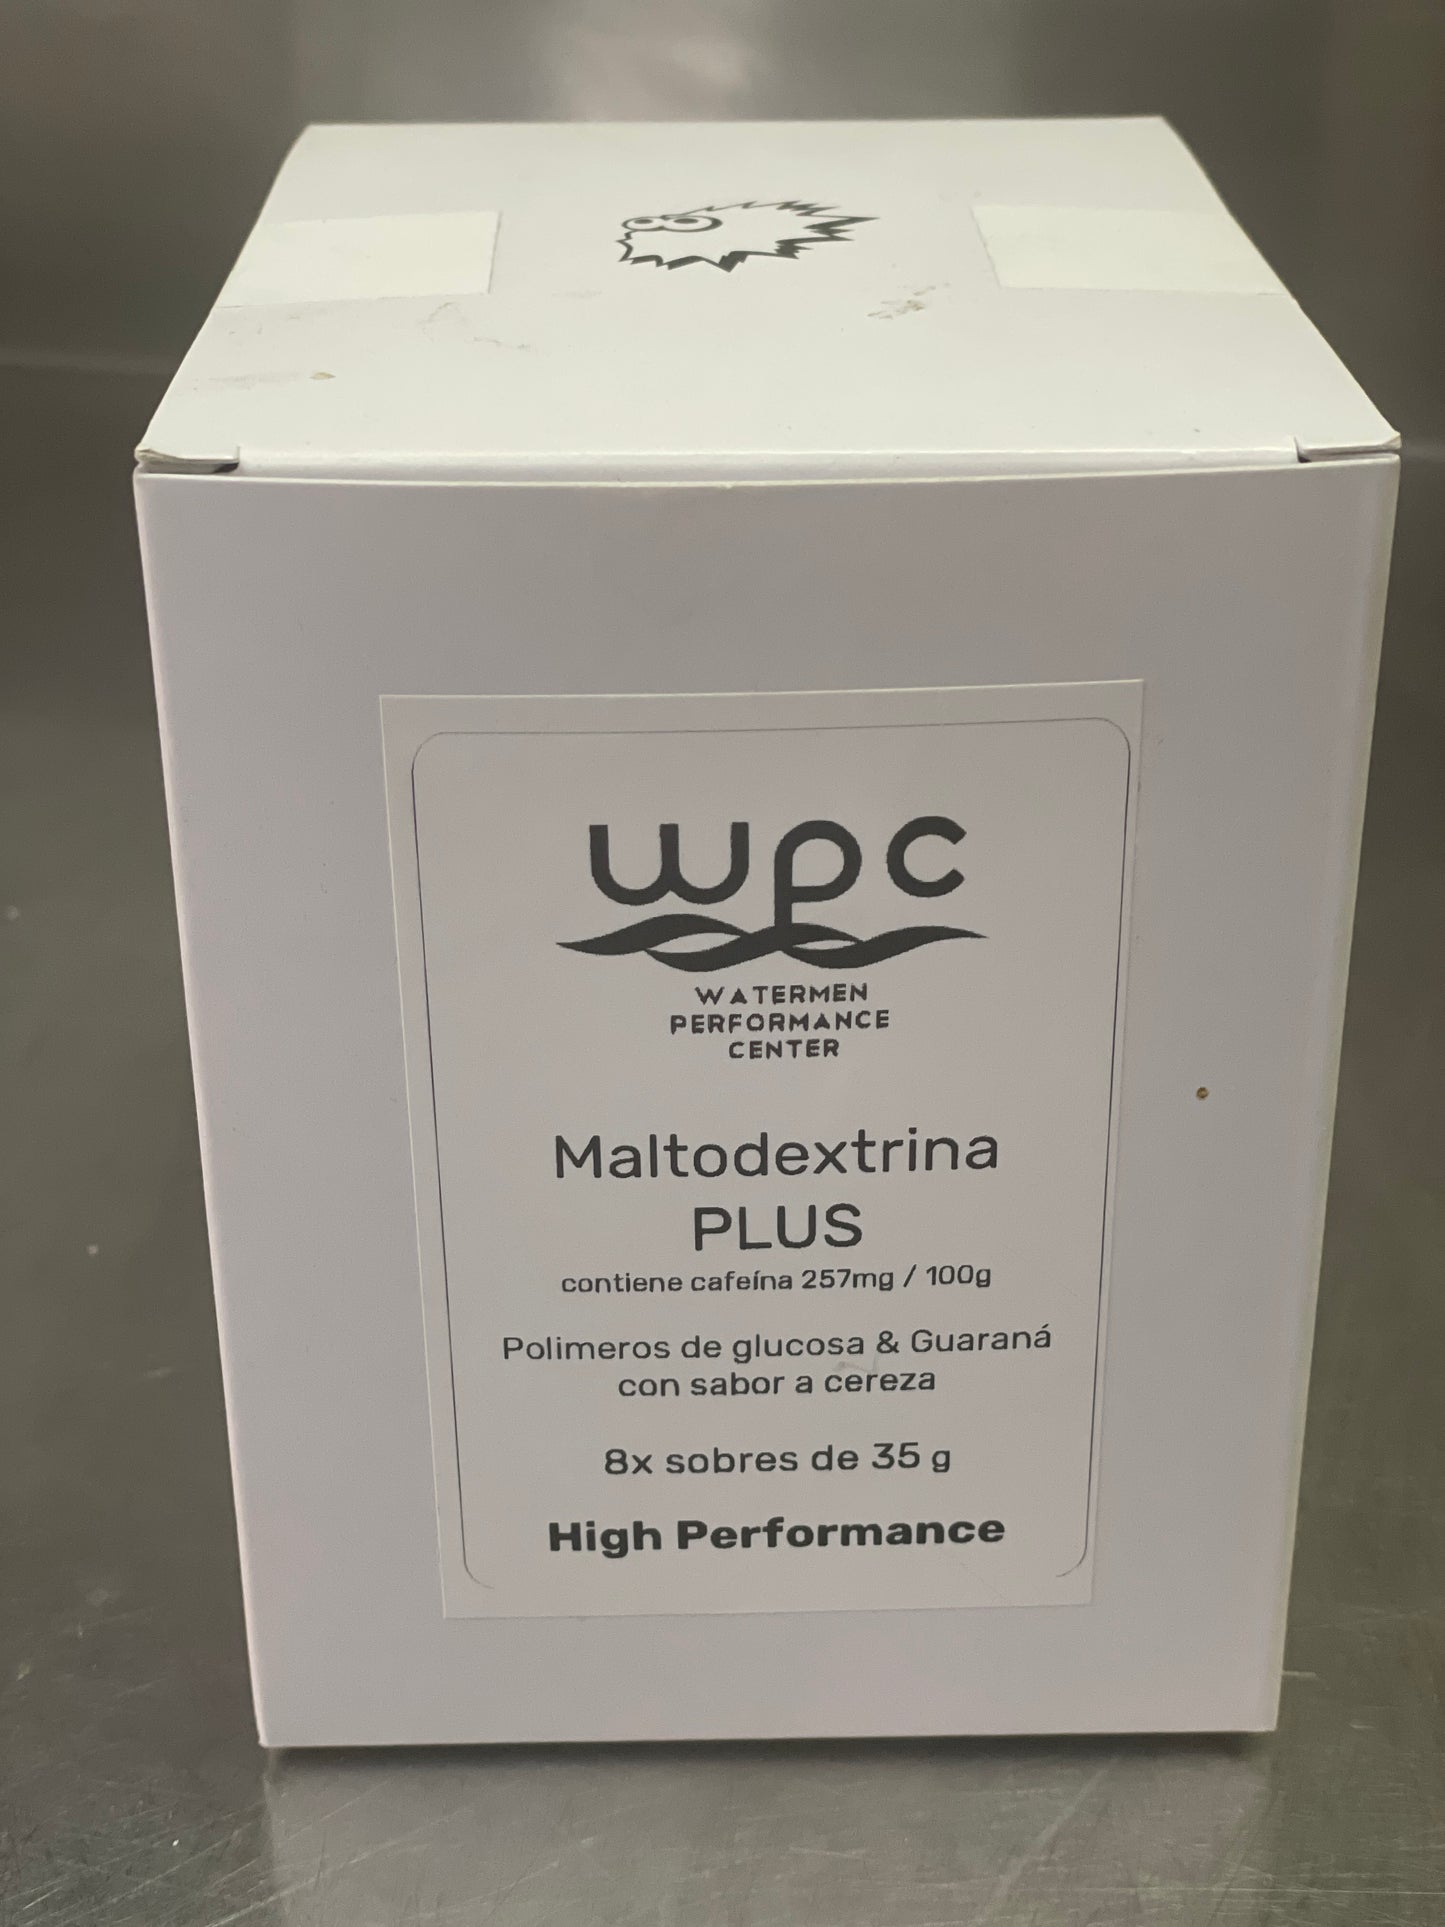 wpc
WATERMEN
PERFORMANCE
CENTER
Maltodextrina
PLUS
contiene cafeína 257mg / 100g
Polimeros de glucosa & Guaraná
con sabor a cereza
8x sobres de 35 g
High Performance